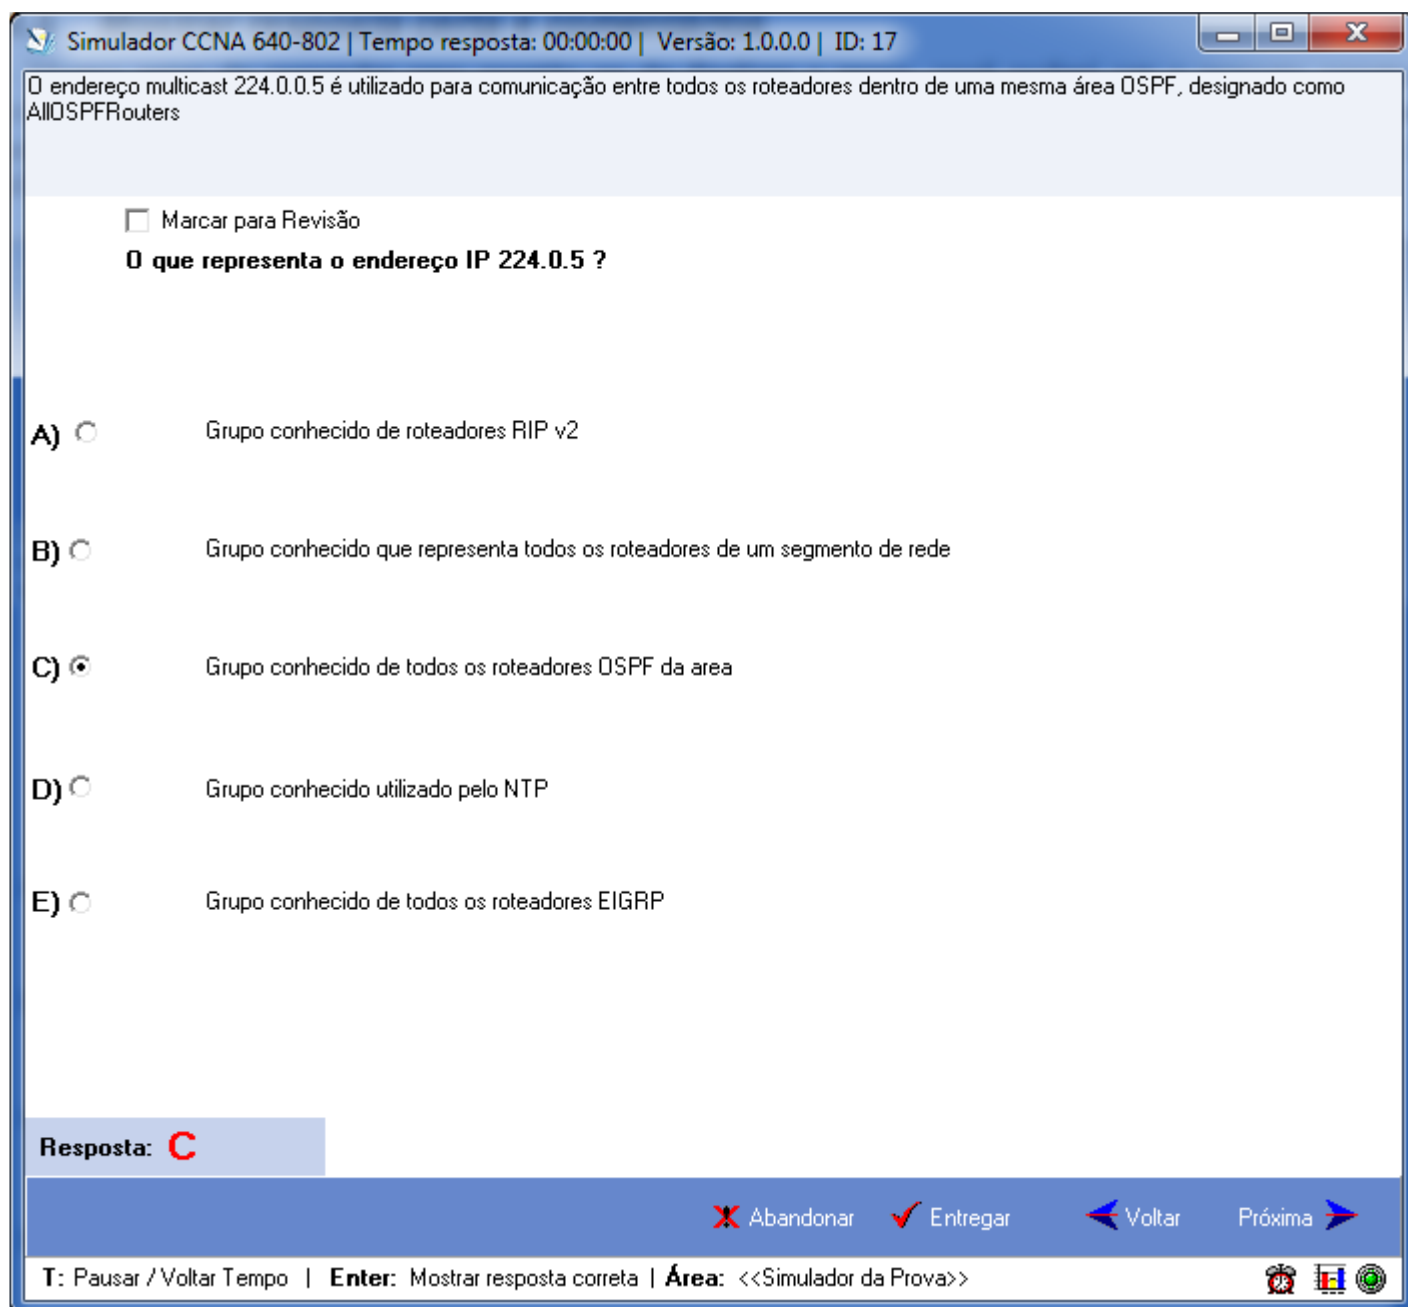 Simulador CCNA 640-802 | Tempo resposta: 00:00:00 | Versão: 1.0.0.0 | ID: 17
O endereço multicast 224.0.0.5 é utilizado para comunicação entre todos os roteadores dentro de uma mesma área OSPF, designado como
AllOSPFRouters
Marcar para Revisão
O que representa o endereço IP 224.0.5 ?
A) Grupo conhecido de roteadores RIP v2
B) Grupo conhecido que representa todos os roteadores de um segmento de rede
C) Grupo conhecido de todos os roteadores OSPF da area
D) Grupo conhecido utilizado pelo NTP
E) Grupo conhecido de todos os roteadores EIGRP
Resposta: C
Abandonar Entregar Voltar Próxima
T: Pausar / Voltar Tempo | Enter: Mostrar resposta correta | Área: <<Simulador da Prova>>